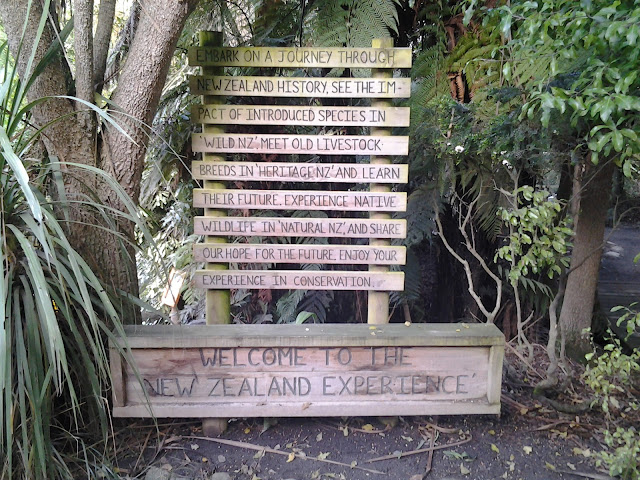 EMBARK ON A JOURNEY THROUGH
NEW ZEALAND HISTORY, SEE THE IM-
PACT OF INTRODUCED SPECIES IN
'WILD NZ', MEET OLD LIVESTOCK
BREEDS IN 'HERITAGE NZ' AND LEARN
THEIR FUTURE. EXPERIENCE NATIVE
WILDLIFE IN 'NATURAL NZ', AND SHARE
OUR HOPE FOR THE FUTURE. ENJOY YOUR
EXPERIENCE IN CONSERVATION.
WELCOME TO THE
'NEW ZEALAND EXPERIENCE'